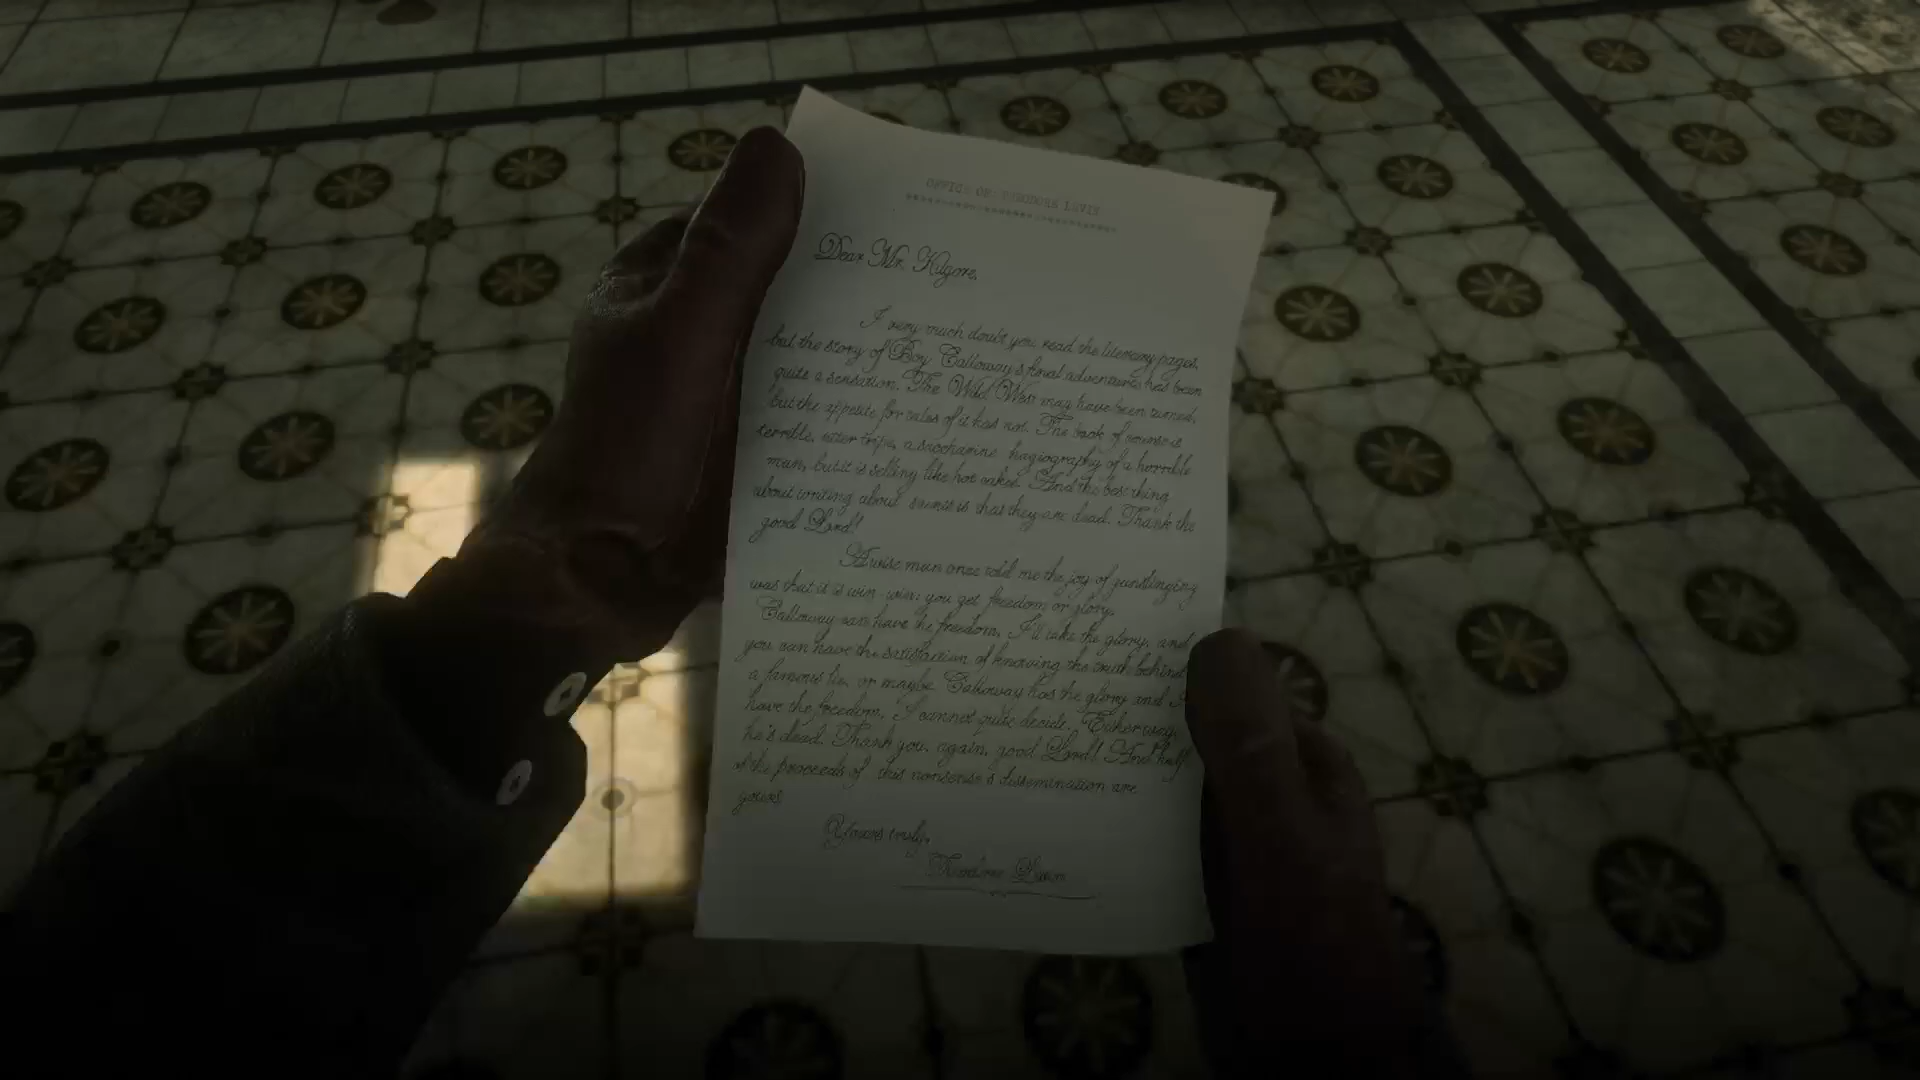 OFFICE OF: THEODORE LEVIN
Dear Mr. Kilgore,
I very much doubt you read the literary pages,
but the story of Boy Calloway's final adventures has been
quite a sensation. The Wild West may have been tamed,
but the appetite for tales of it has not. The book of course is
terrible, utter tripe, a saccharine hagiography of a horrible
man, but it is selling like hot cakes. And the best thing
about writing about saints is that they are dead. Thank the
good Lord!
A wise man once told me the joy of gunslinging
was that it is win-win: you get freedom or glory.
Calloway can have the freedom, I'll take the glory, and
you can have the satisfaction of knowing the truth behind
a famous lie, or maybe Calloway has the glory and I
have the freedom. I cannot quite decide. Either way,
he's dead. Thank you, again, good Lord! And half
of the proceeds of this nonsense's dissemination are
yours.
Yours truly,
Theodore Levin